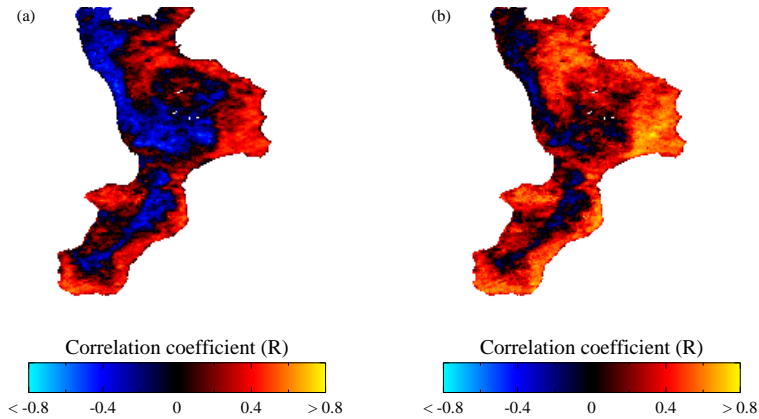 (a)
(b)
Correlation coefficient (R)
Correlation coefficient (R)
< -0.8 -0.4 0 0.4 > 0.8
< -0.8 -0.4 0 0.4 > 0.8